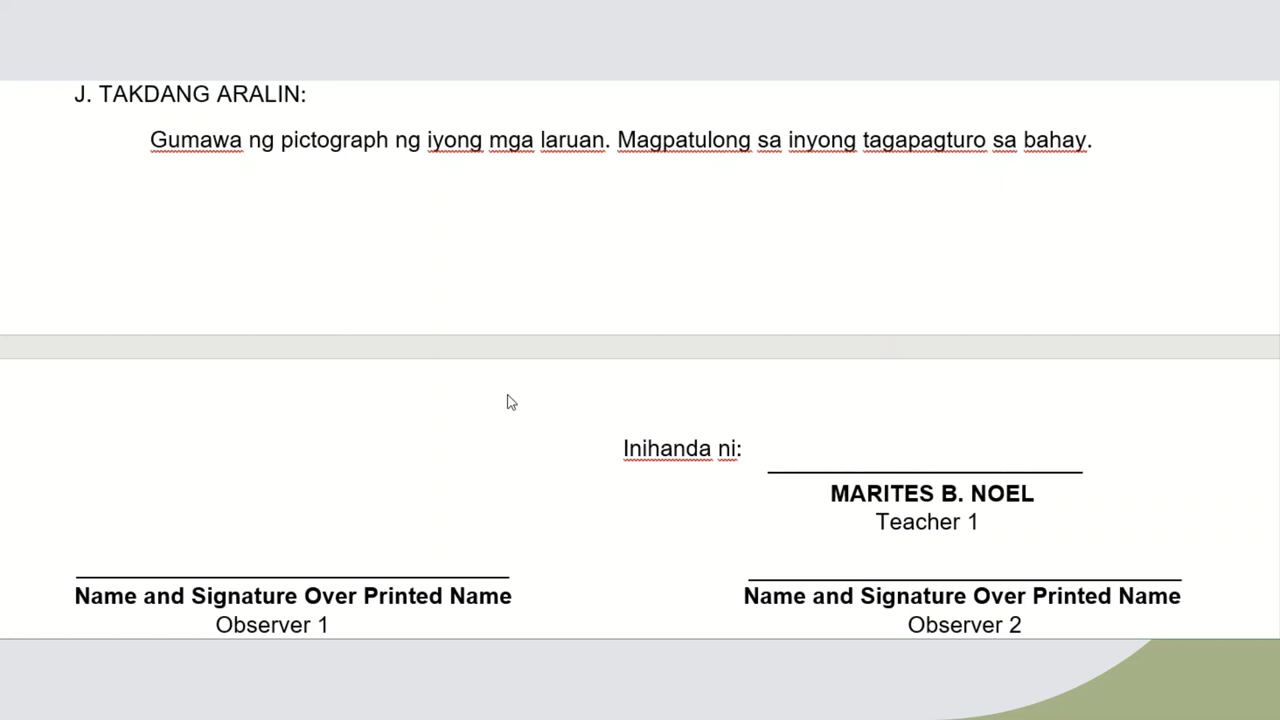 J. TAKDANG ARALIN:
Gumawa ng pictograph ng iyong mga laruan. Magpatulong sa inyong tagapagturo sa bahay.
Inihanda ni:
MARITES B. NOEL
Teacher 1
Name and Signature Over Printed Name
Observer 1
Name and Signature Over Printed Name
Observer 2